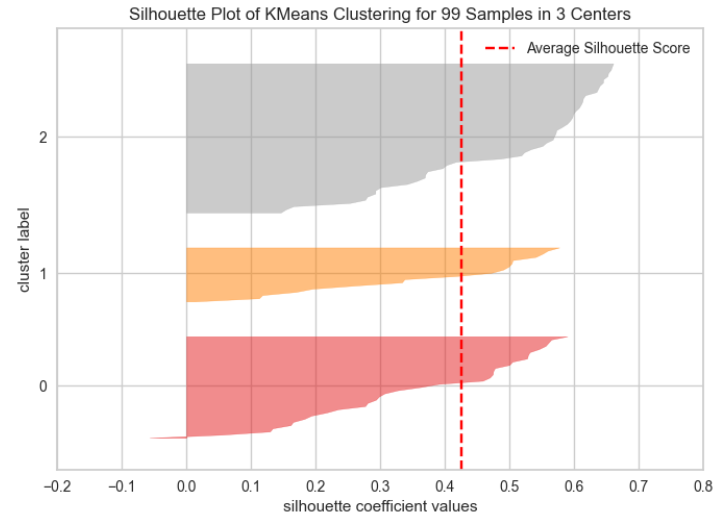 Silhouette Plot of KMeans Clustering for 99 Samples in 3 Centers
Average Silhouette Score
cluster label
2
1
0
-0.2 -0.1 0.0 0.1 0.2 0.3 0.4 0.5 0.6 0.7 0.8
silhouette coefficient values